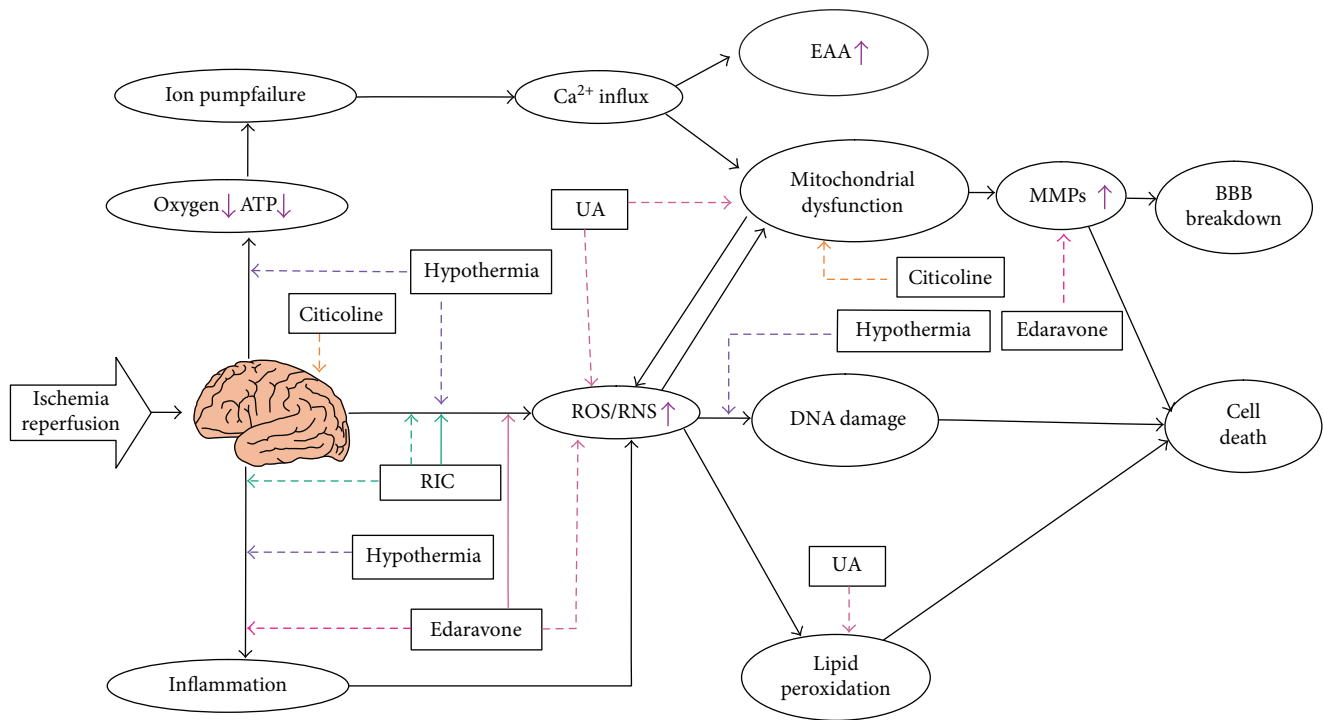 EAA↑
Ion pumpfailure
Ca²⁺ influx
Oxygen↓ ATP↓
UA
Mitochondrial
dysfunction
MMPs ↑
BBB
breakdown
Hypothermia
Citicoline
Citicoline
Hypothermia
Edaravone
Ischemia
reperfusion
ROS/RNS↑
DNA damage
Cell
death
RIC
Hypothermia
UA
Edaravone
Inflammation
Lipid
peroxidation